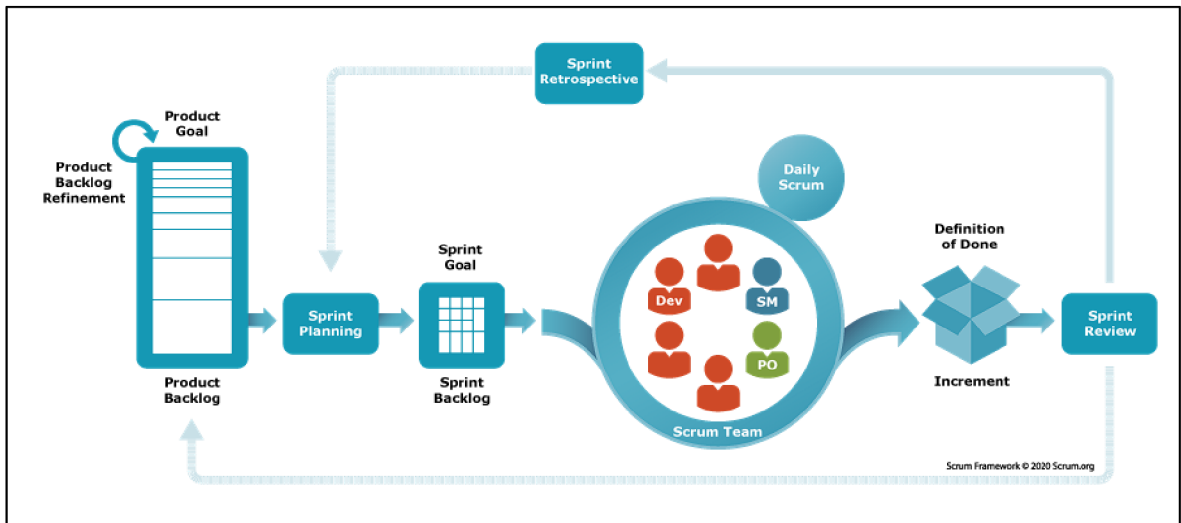 Sprint
Retrospective
Product
Goal
Product
Backlog
Refinement
Daily
Scrum
Sprint
Goal
Definition
of Done
Dev
SM
Sprint
Planning
Sprint
Review
PO
Product
Backlog
Sprint
Backlog
Increment
Scrum Team
Scrum Framework © 2020 Scrum.org